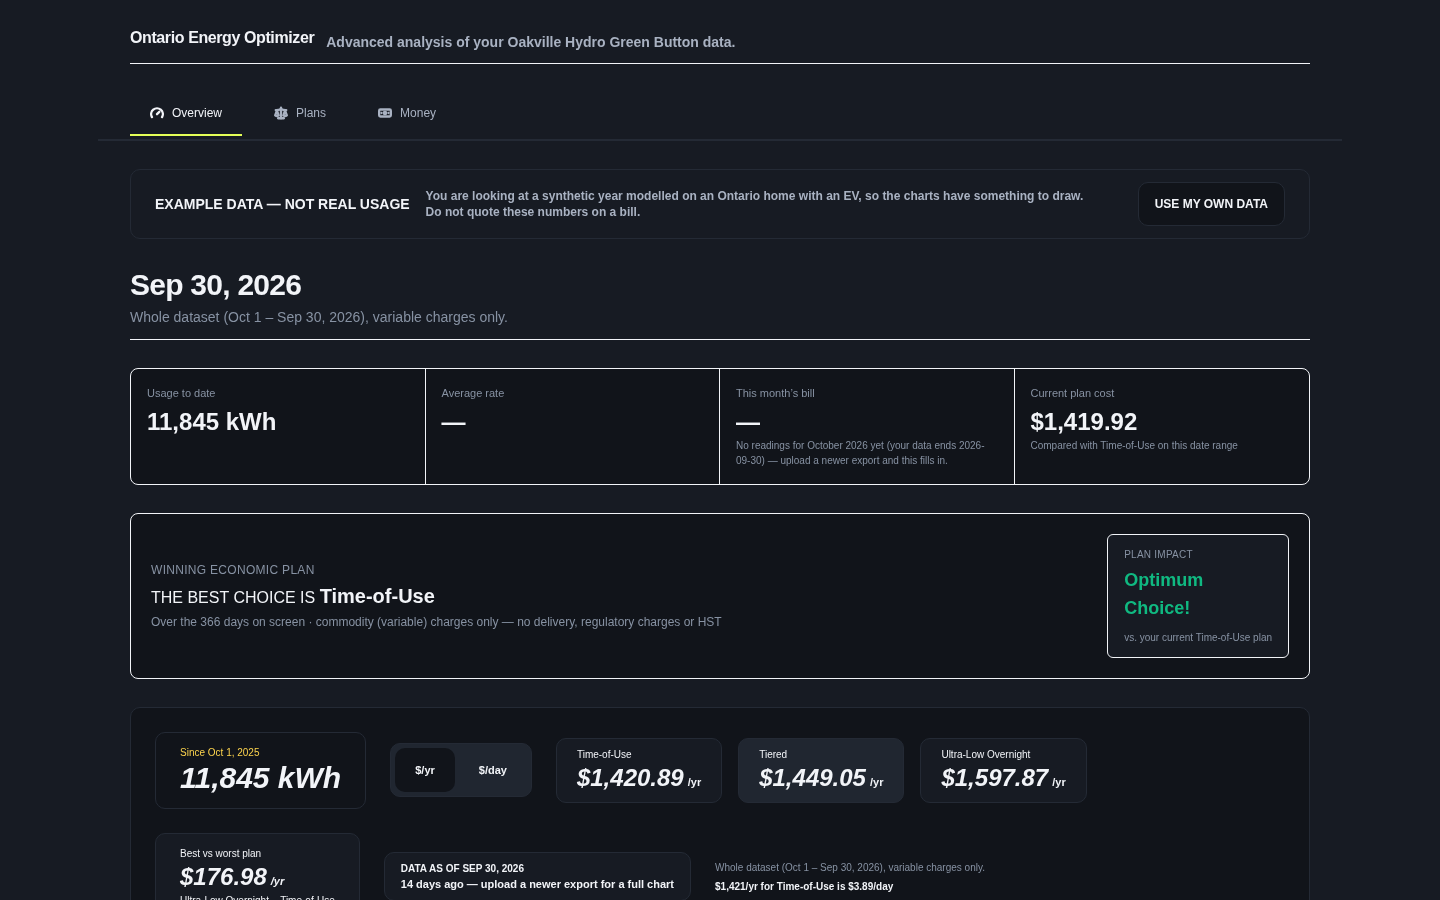 Ontario Energy Optimizer
Advanced analysis of your Oakville Hydro Green Button data.
Overview
Plans
Money
EXAMPLE DATA — NOT REAL USAGE
You are looking at a synthetic year modelled on an Ontario home with an EV, so the charts have something to draw.
Do not quote these numbers on a bill.
USE MY OWN DATA
Sep 30, 2026
Whole dataset (Oct 1 – Sep 30, 2026), variable charges only.
Usage to date
11,845 kWh
Average rate
—
This month's bill
—
No readings for October 2026 yet (your data ends 2026-
09-30) — upload a newer export and this fills in.
Current plan cost
$1,419.92
Compared with Time-of-Use on this date range
WINNING ECONOMIC PLAN
THE BEST CHOICE IS Time-of-Use
Over the 366 days on screen · commodity (variable) charges only — no delivery, regulatory charges or HST
PLAN IMPACT
Optimum
Choice!
vs. your current Time-of-Use plan
Since Oct 1, 2025
11,845 kWh
$/yr
$/day
Time-of-Use
$1,420.89 /yr
Tiered
$1,449.05 /yr
Ultra-Low Overnight
$1,597.87 /yr
Best vs worst plan
$176.98 /yr
DATA AS OF SEP 30, 2026
14 days ago — upload a newer export for a full chart
Whole dataset (Oct 1 – Sep 30, 2026), variable charges only.
$1,421/yr for Time-of-Use is $3.89/day